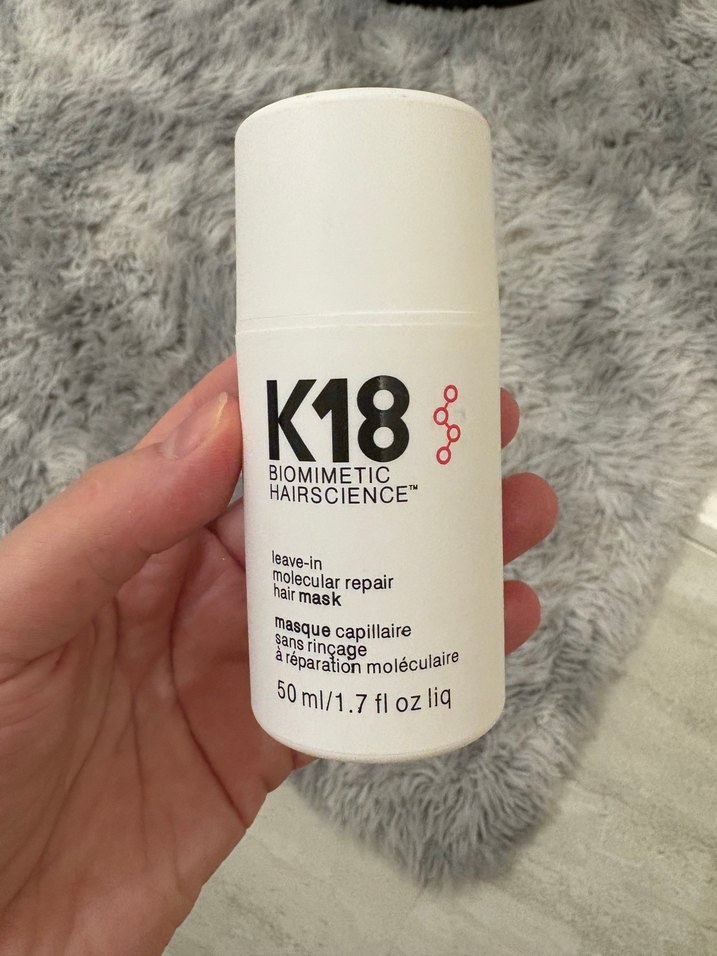 K18
BIOMIMETIC
HAIRSCIENCE™
leave-in
molecular repair
hair mask
masque capillaire
sans rinçage
à réparation moléculaire
50 ml/1.7 fl oz liq